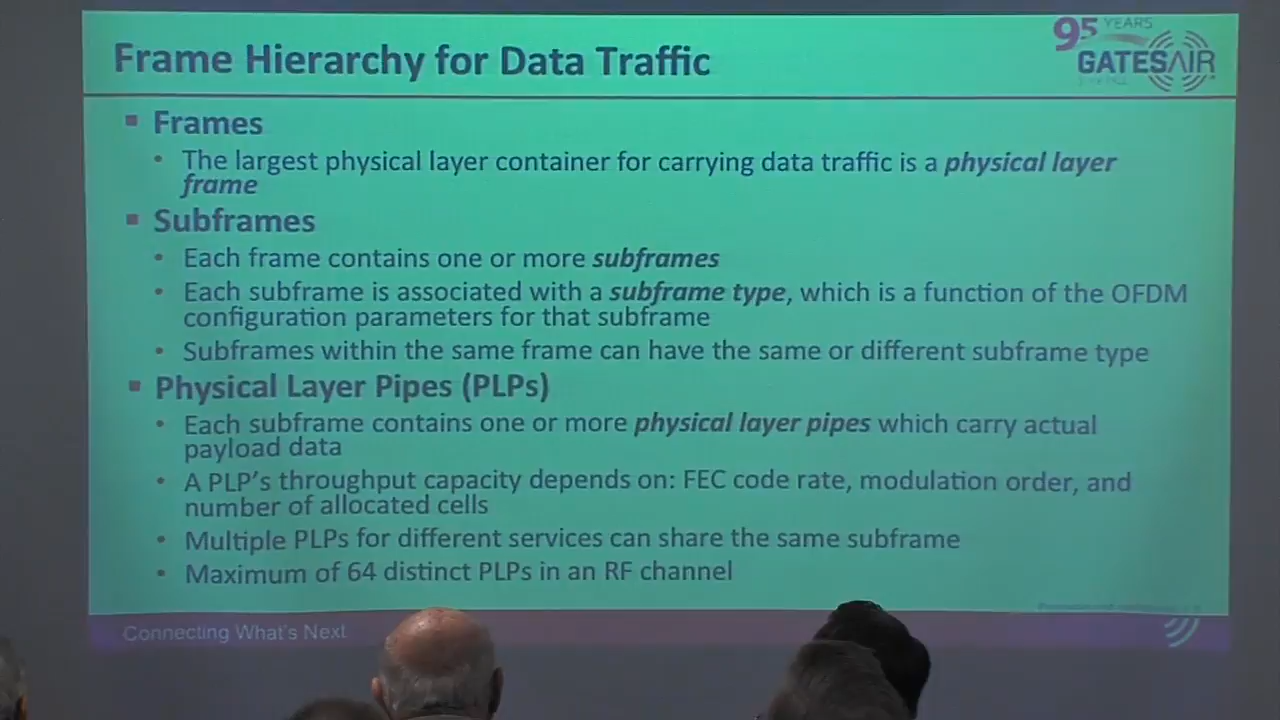 Frame Hierarchy for Data Traffic
95 YEARS
GATESAIR
▪ Frames
• The largest physical layer container for carrying data traffic is a physical layer
frame
▪ Subframes
• Each frame contains one or more subframes
• Each subframe is associated with a subframe type, which is a function of the OFDM
configuration parameters for that subframe
• Subframes within the same frame can have the same or different subframe type
▪ Physical Layer Pipes (PLPs)
• Each subframe contains one or more physical layer pipes which carry actual
payload data
• A PLP's throughput capacity depends on: FEC code rate, modulation order, and
number of allocated cells
• Multiple PLPs for different services can share the same subframe
• Maximum of 64 distinct PLPs in an RF channel
Connecting What's Next